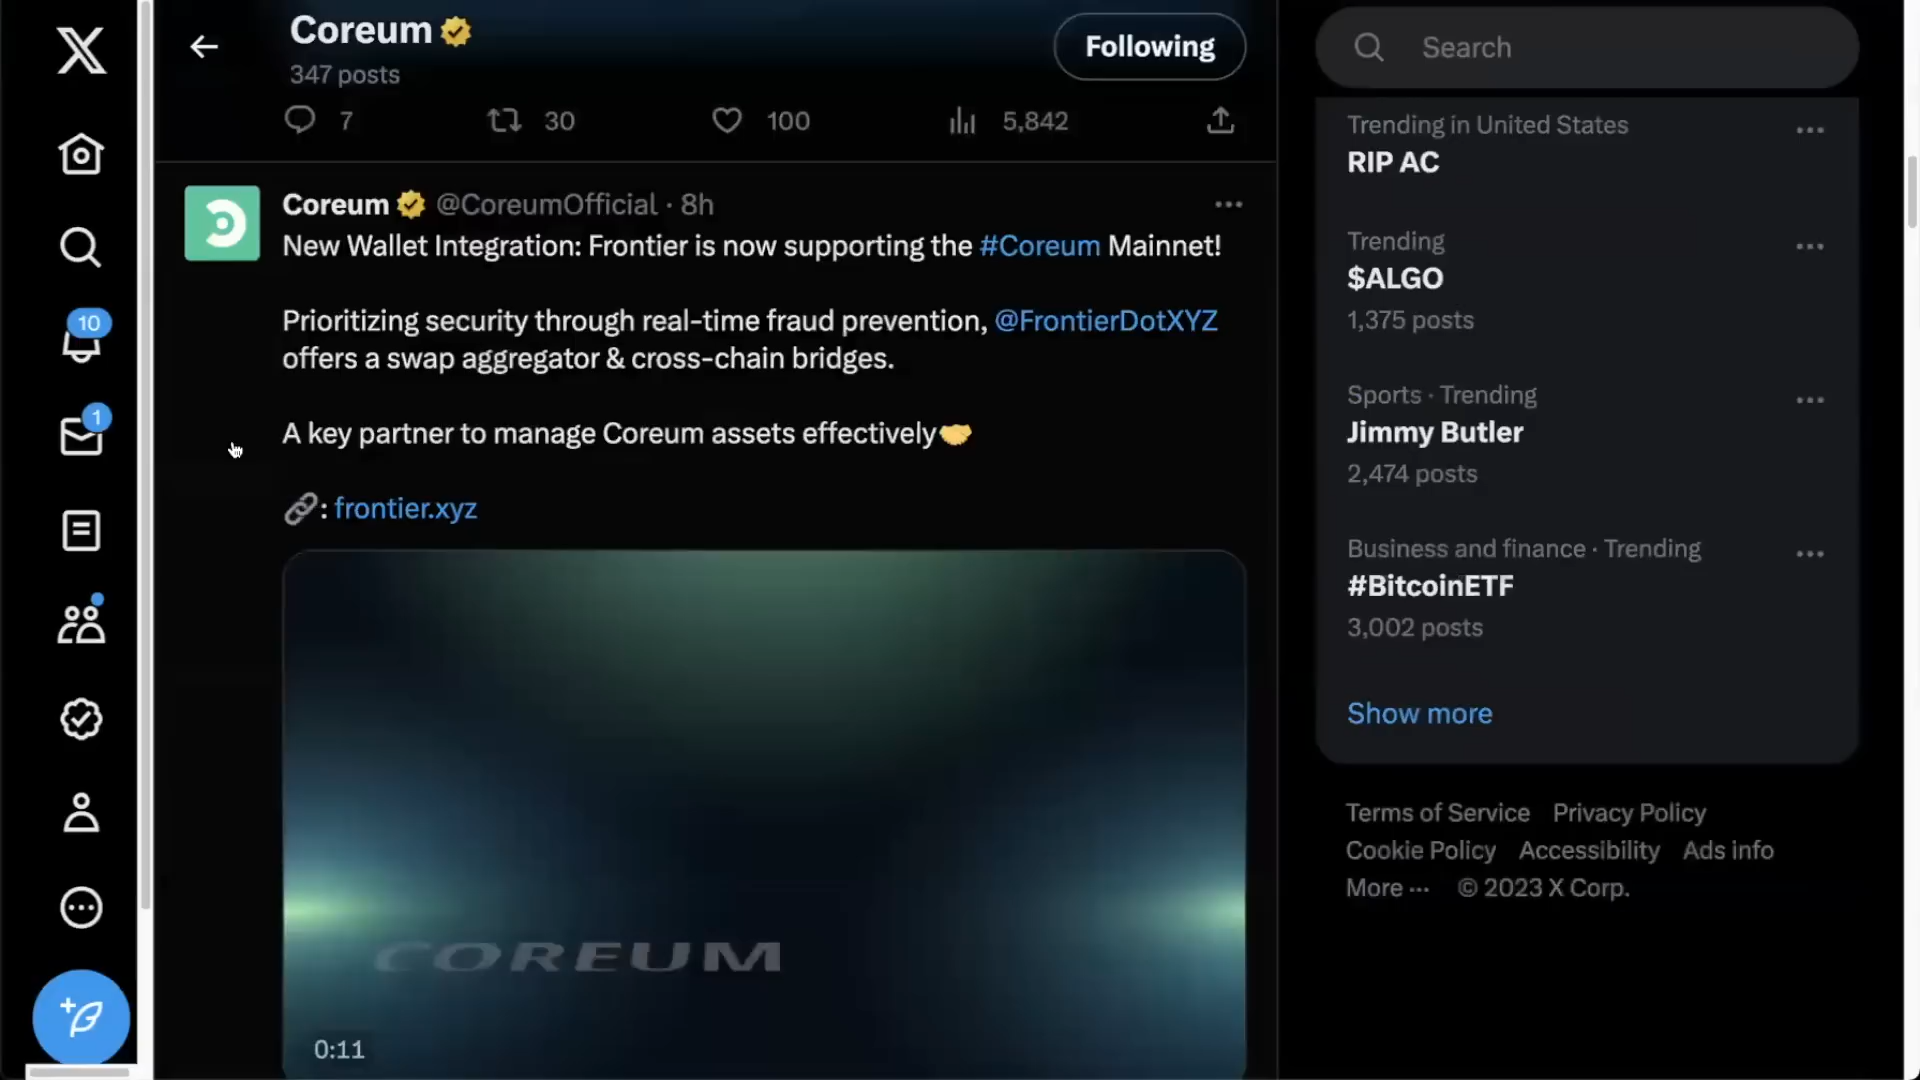 Coreum
347 posts
Following
7 30 100 5,842
Coreum @CoreumOfficial · 8h
New Wallet Integration: Frontier is now supporting the #Coreum Mainnet!
Prioritizing security through real-time fraud prevention, @FrontierDotXYZ
offers a swap aggregator & cross-chain bridges.
A key partner to manage Coreum assets effectively🤝
🔗: frontier.xyz
COREUM
0:11
10
1
Search
Trending in United States
RIP AC
Trending
$ALGO
1,375 posts
Sports · Trending
Jimmy Butler
2,474 posts
Business and finance · Trending
#BitcoinETF
3,002 posts
Show more
Terms of Service Privacy Policy
Cookie Policy Accessibility Ads info
More ··· © 2023 X Corp.